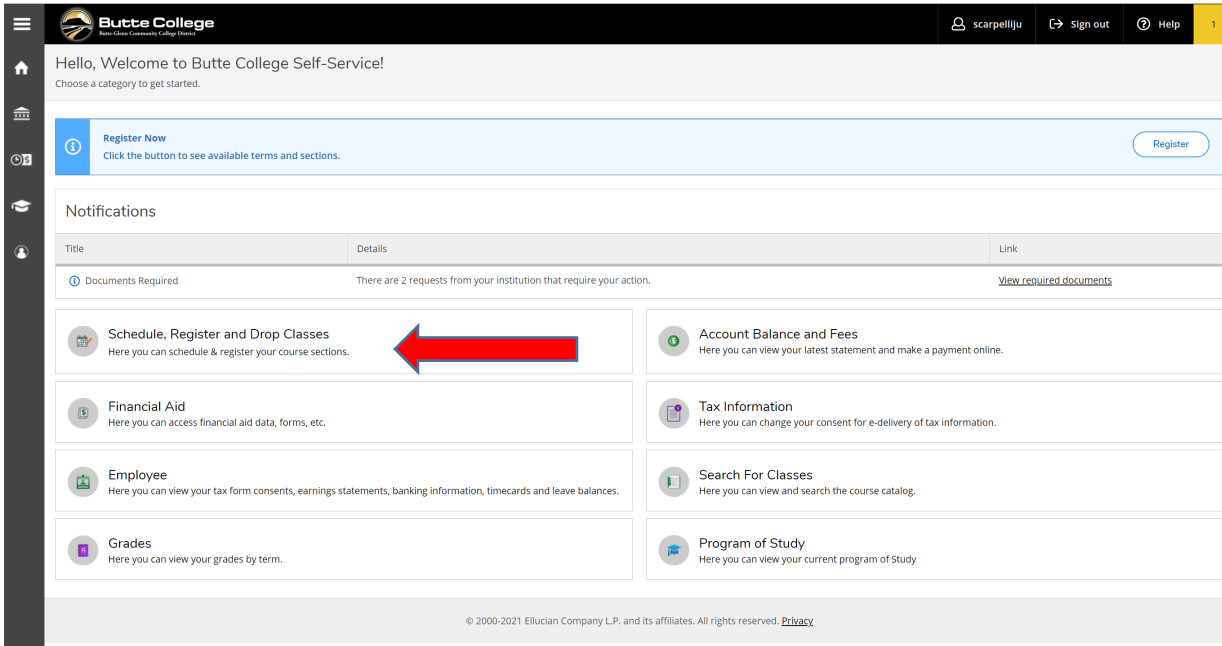 Butte College
Butte-Glenn Community College District
scarpelliju
Sign out
Help
1
Hello, Welcome to Butte College Self-Service!
Choose a category to get started.
Register Now
Click the button to see available terms and sections.
Register
Notifications
Title Details Link
Documents Required There are 2 requests from your institution that require your action. View required documents
Schedule, Register and Drop Classes
Here you can schedule & register your course sections.
Account Balance and Fees
Here you can view your latest statement and make a payment online.
Financial Aid
Here you can access financial aid data, forms, etc.
Tax Information
Here you can change your consent for e-delivery of tax information.
Employee
Here you can view your tax form consents, earnings statements, banking information, timecards and leave balances.
Search For Classes
Here you can view and search the course catalog.
Grades
Here you can view your grades by term.
Program of Study
Here you can view your current program of Study
© 2000-2021 Ellucian Company L.P. and its affiliates. All rights reserved. Privacy